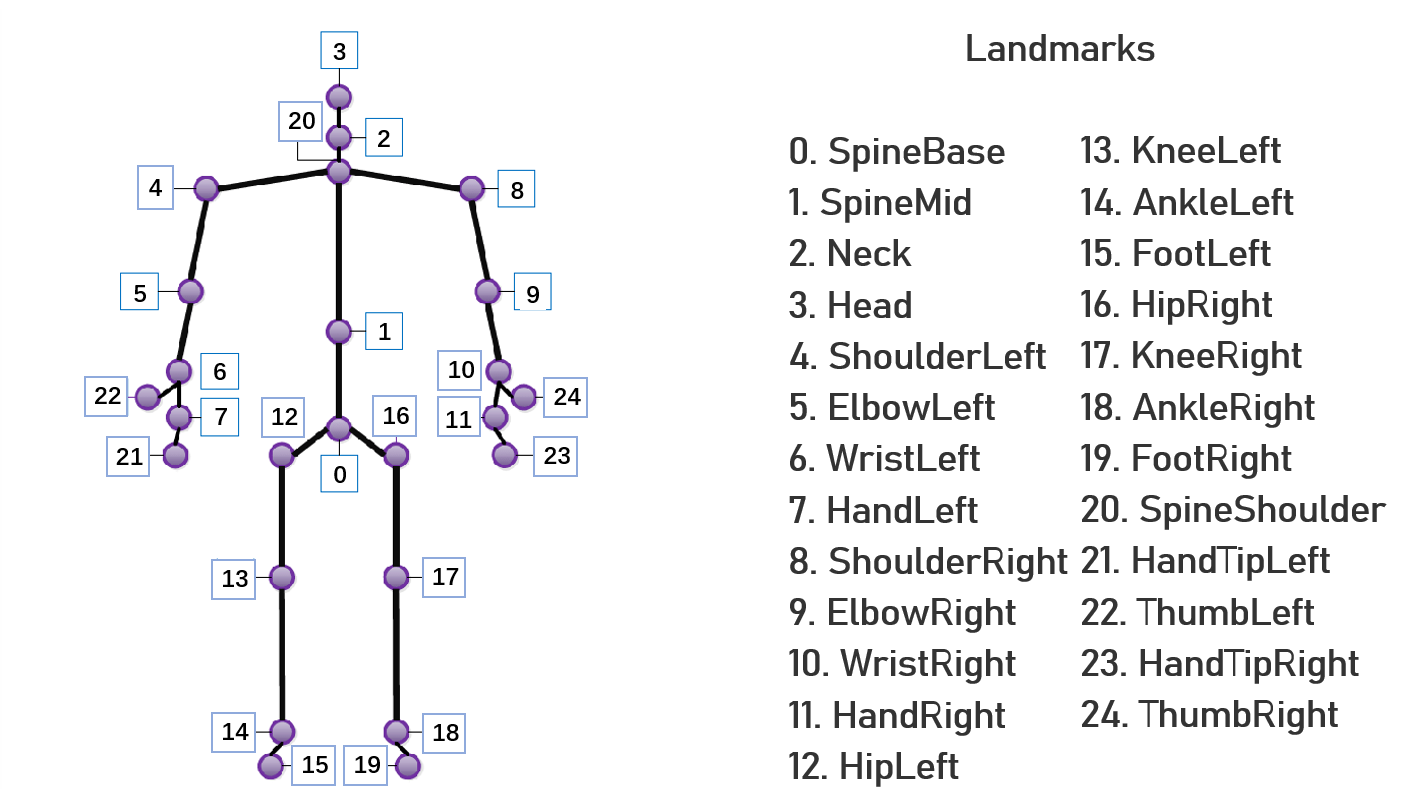 3
20
2
4
8
5
9
1
6
10
22
24
7
12
16
11
21
0
23
13
17
14
18
15
19
Landmarks
0. SpineBase
1. SpineMid
2. Neck
3. Head
4. ShoulderLeft
5. ElbowLeft
6. WristLeft
7. HandLeft
8. ShoulderRight
9. ElbowRight
10. WristRight
11. HandRight
12. HipLeft
13. KneeLeft
14. AnkleLeft
15. FootLeft
16. HipRight
17. KneeRight
18. AnkleRight
19. FootRight
20. SpineShoulder
21. HandTipLeft
22. ThumbLeft
23. HandTipRight
24. ThumbRight